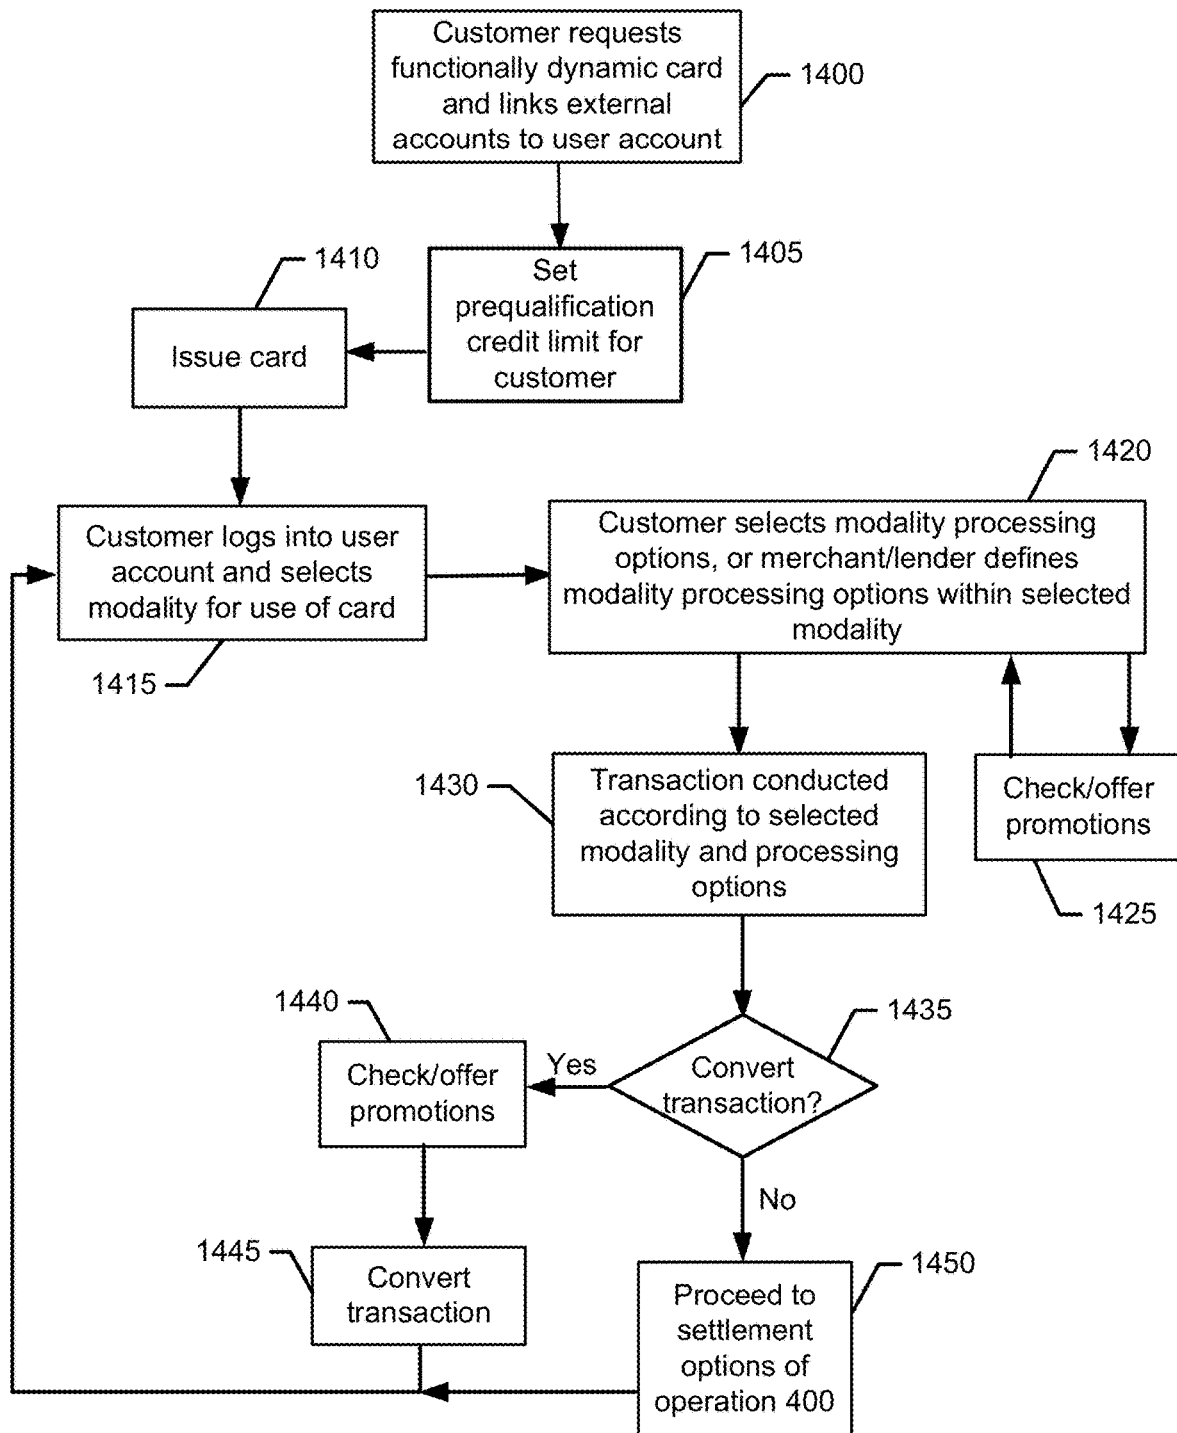 Customer requests
functionally dynamic card
and links external
accounts to user account
1400
1405
Set
prequalification
credit limit for
customer
1410
Issue card
1415
Customer logs into user
account and selects
modality for use of card
1420
Customer selects modality processing
options, or merchant/lender defines
modality processing options within selected
modality
1430
Transaction conducted
according to selected
modality and processing
options
Check/offer
promotions
1425
1435
Convert
transaction?
Yes
No
1440
Check/offer
promotions
1445
Convert
transaction
1450
Proceed to
settlement
options of
operation 400